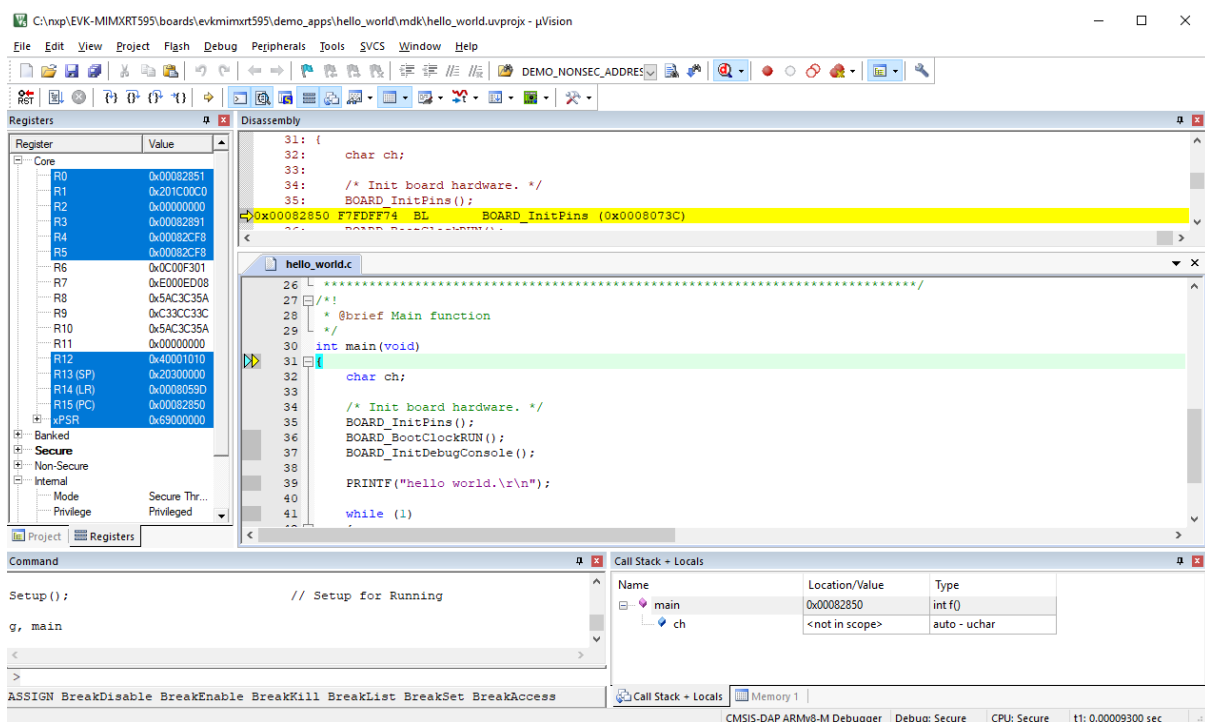 C:\nxp\EVK-MIMXRT595\boards\evkmimxrt595\demo_apps\hello_world\mdk\hello_world.uvprojx - µVision
File Edit View Project Flash Debug Peripherals Tools SVCS Window Help
DEMO_NONSEC_ADDRES
RST
Registers
Register Value
Core
R0 0x00082851
R1 0x201C00C0
R2 0x00000000
R3 0x00082891
R4 0x00082CF8
R5 0x00082CF8
R6 0x0C00F301
R7 0xE000ED08
R8 0x5AC3C35A
R9 0xC33CC33C
R10 0x5AC3C35A
R11 0x00000000
R12 0x40001010
R13 (SP) 0x20300000
R14 (LR) 0x0008059D
R15 (PC) 0x00082850
xPSR 0x69000000
Banked
Secure
Non-Secure
Internal
Mode Secure Thr...
Privilege Privileged
Project Registers
Disassembly
31: {
32: char ch;
33:
34: /* Init board hardware. */
35: BOARD_InitPins();
0x00082850 F7FDFF74 BL BOARD_InitPins (0x0008073C)
36: BOARD_BootClockRUN();
hello_world.c
26 ******************************************************************************/
27 /*!
28 * @brief Main function
29 */
30 int main(void)
31 {
32 char ch;
33
34 /* Init board hardware. */
35 BOARD_InitPins();
36 BOARD_BootClockRUN();
37 BOARD_InitDebugConsole();
38
39 PRINTF("hello world.\r\n");
40
41 while (1)
Command
Setup(); // Setup for Running
g, main
>
ASSIGN BreakDisable BreakEnable BreakKill BreakList BreakSet BreakAccess
Call Stack + Locals
Name Location/Value Type
main 0x00082850 int f()
ch <not in scope> auto - uchar
Call Stack + Locals Memory 1
CMSIS-DAP ARMv8-M Debugger Debug: Secure CPU: Secure t1: 0.00009300 sec